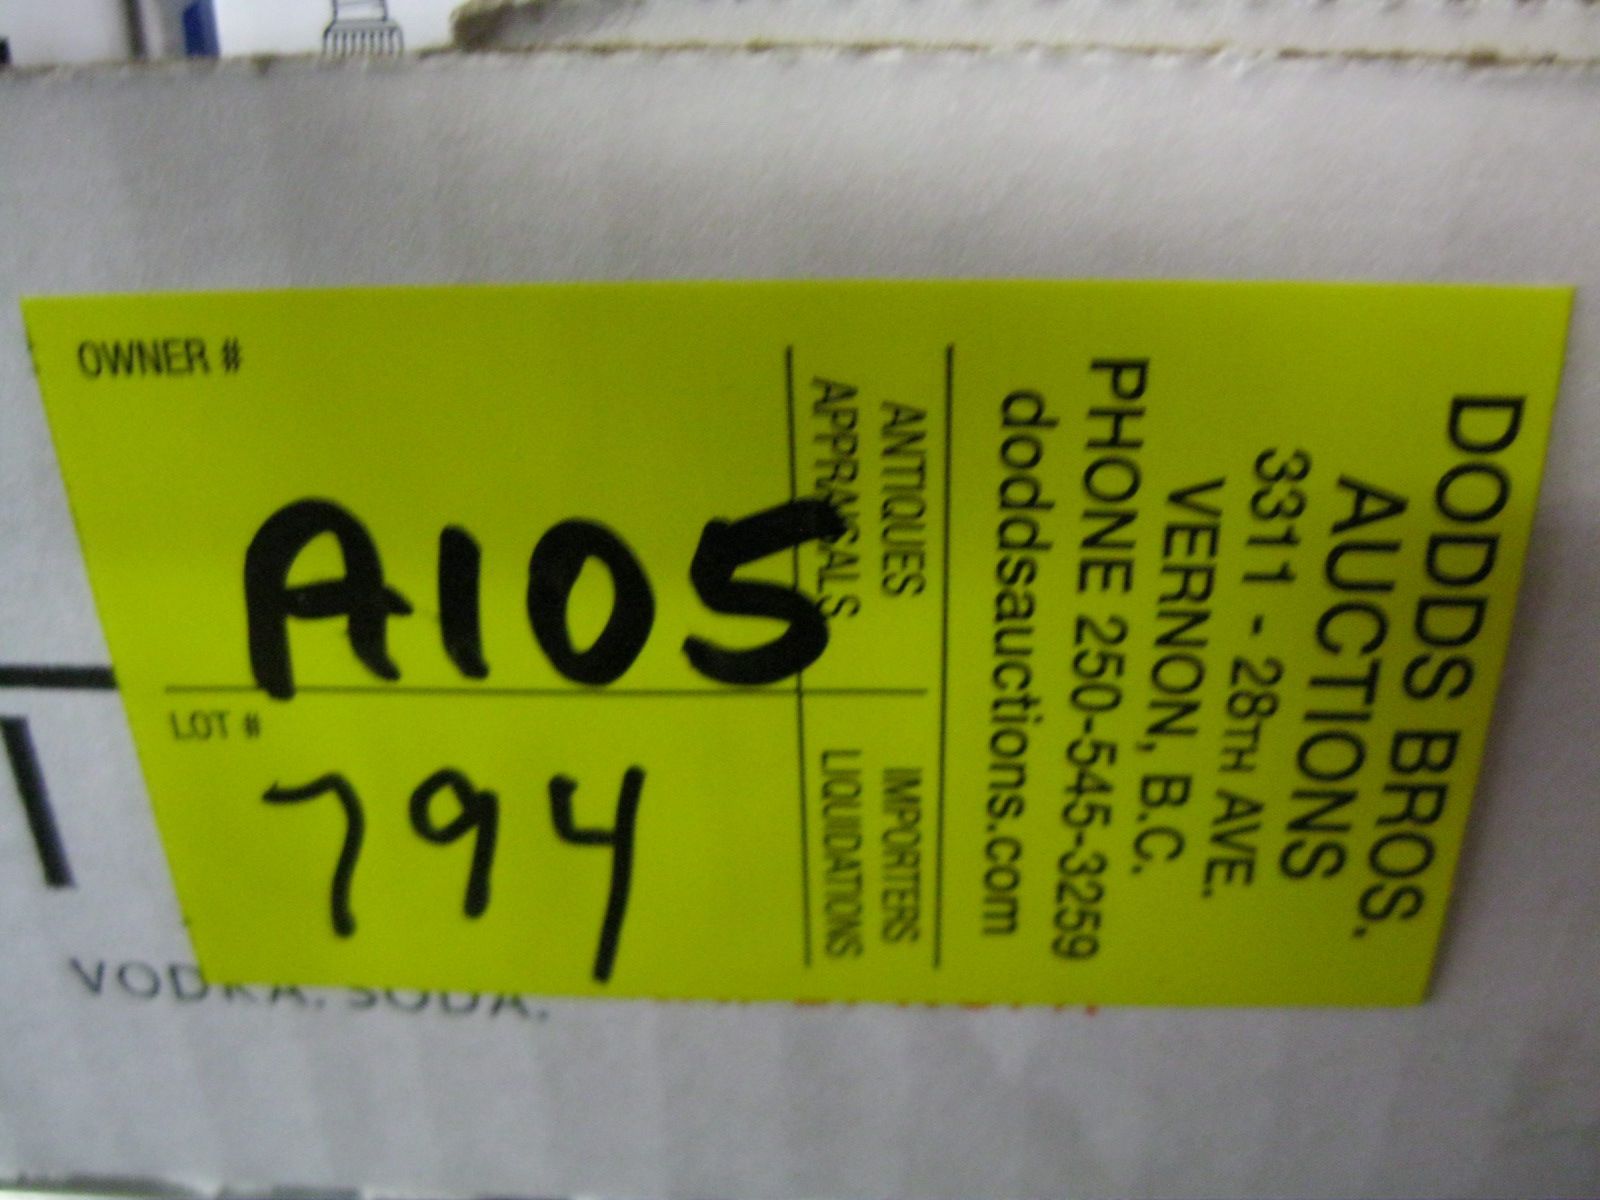 DODDS BROS.
AUCTIONS
3311 - 28TH AVE.
VERNON, B.C.
PHONE 250-545-3259
doddsauctions.com
ANTIQUES IMPORTERS
APPRAISALS LIQUIDATIONS
OWNER #
A105
LOT #
794
VODKA. SODA.